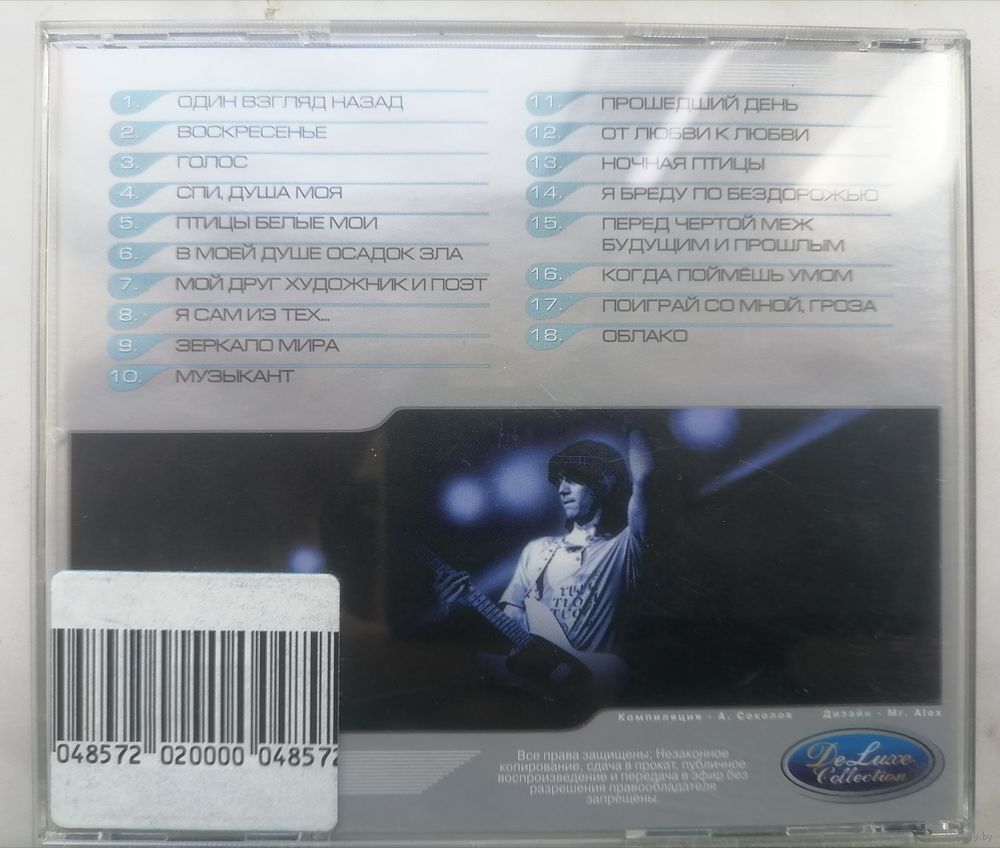 1. ОДИН ВЗГЛЯД НАЗАД
2. ВОСКРЕСЕНЬЕ
3. ГОЛОС
4. СПИ, ДУША МОЯ
5. ПТИЦЫ БЕЛЫЕ МОИ
6. В МОЕЙ ДУШЕ ОСАДОК ЗЛА
7. МОЙ ДРУГ ХУДОЖНИК И ПОЭТ
8. Я САМ ИЗ ТЕХ...
9. ЗЕРКАЛО МИРА
10. МУЗЫКАНТ
11. ПРОШЕДШИЙ ДЕНЬ
12. ОТ ЛЮБВИ К ЛЮБВИ
13. НОЧНАЯ ПТИЦЫ
14. Я БРЕДУ ПО БЕЗДОРОЖЬЮ
15. ПЕРЕД ЧЕРТОЙ МЕЖ
БУДУЩИМ И ПРОШЛЫМ
16. КОГДА ПОЙМЁШЬ УМОМ
17. ПОИГРАЙ СО МНОЙ, ГРОЗА
18. ОБЛАКО
Компиляция - А. Соколов Дизайн - Mr. Alex
048572 020000 048572
Все права защищены; Незаконное
копирование, сдача в прокат, публичное
воспроизведение и передача в эфир без
разрешения правообладателя
запрещены.
DeLuxe
Collection